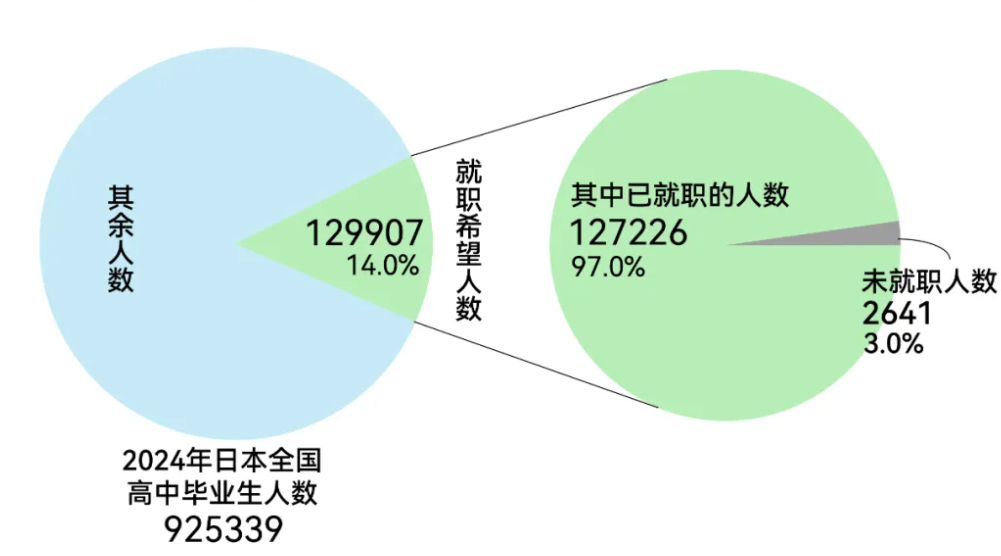 其余人数
129907
14.0%
就职希望人数
其中已就职的人数
127226
97.0%
未就职人数
2641
3.0%
2024年日本全国
高中毕业生人数
925339